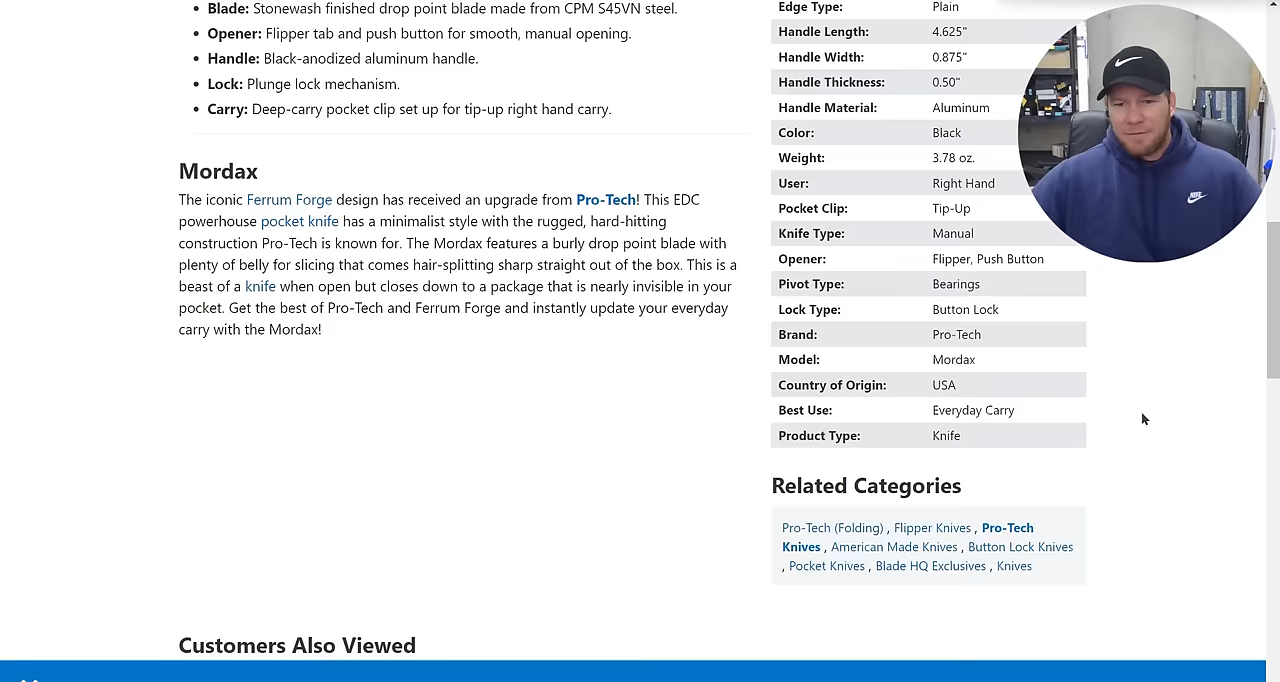 Blade: Stonewash finished drop point blade made from CPM S45VN steel.
Opener: Flipper tab and push button for smooth, manual opening.
Handle: Black-anodized aluminum handle.
Lock: Plunge lock mechanism.
Carry: Deep-carry pocket clip set up for tip-up right hand carry.
Mordax
The iconic Ferrum Forge design has received an upgrade from Pro-Tech! This EDC
powerhouse pocket knife has a minimalist style with the rugged, hard-hitting
construction Pro-Tech is known for. The Mordax features a burly drop point blade with
plenty of belly for slicing that comes hair-splitting sharp straight out of the box. This is a
beast of a knife when open but closes down to a package that is nearly invisible in your
pocket. Get the best of Pro-Tech and Ferrum Forge and instantly update your everyday
carry with the Mordax!
Edge Type: Plain
Handle Length: 4.625"
Handle Width: 0.875"
Handle Thickness: 0.50"
Handle Material: Aluminum
Color: Black
Weight: 3.78 oz.
User: Right Hand
Pocket Clip: Tip-Up
Knife Type: Manual
Opener: Flipper, Push Button
Pivot Type: Bearings
Lock Type: Button Lock
Brand: Pro-Tech
Model: Mordax
Country of Origin: USA
Best Use: Everyday Carry
Product Type: Knife
Related Categories
Pro-Tech (Folding) , Flipper Knives , Pro-Tech
Knives , American Made Knives , Button Lock Knives
, Pocket Knives , Blade HQ Exclusives , Knives
Customers Also Viewed